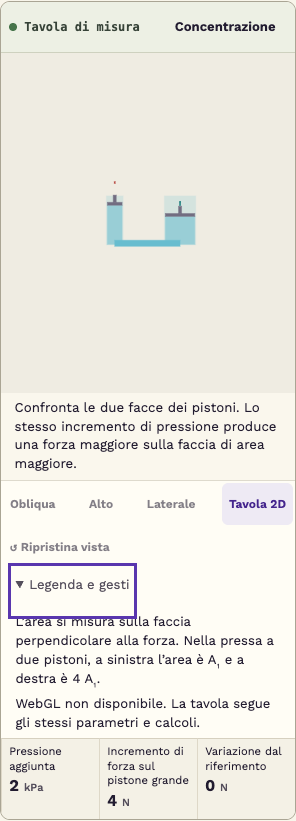 Tavola di misura Concentrazione
Confronta le due facce dei pistoni. Lo
stesso incremento di pressione produce
una forza maggiore sulla faccia di area
maggiore.
Obliqua Alto Laterale Tavola 2D
↺ Ripristina vista
▼ Legenda e gesti
L'area si misura sulla faccia
perpendicolare alla forza. Nella pressa a
due pistoni, a sinistra l'area è A₁ e a
destra è 4 A₁.
WebGL non disponibile. La tavola segue
gli stessi parametri e calcoli.
Pressione aggiunta
2 kPa
Incremento di forza sul pistone grande
4 N
Variazione dal riferimento
0 N